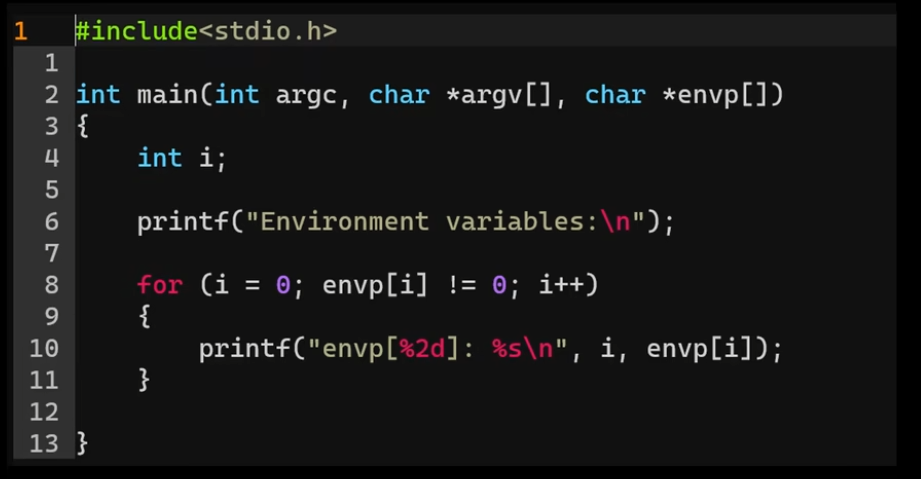 1 #include<stdio.h>
1
2 int main(int argc, char *argv[], char *envp[])
3 {
4     int i;
5
6     printf("Environment variables:\n");
7
8     for (i = 0; envp[i] != 0; i++)
9     {
10         printf("envp[%2d]: %s\n", i, envp[i]);
11     }
12
13 }